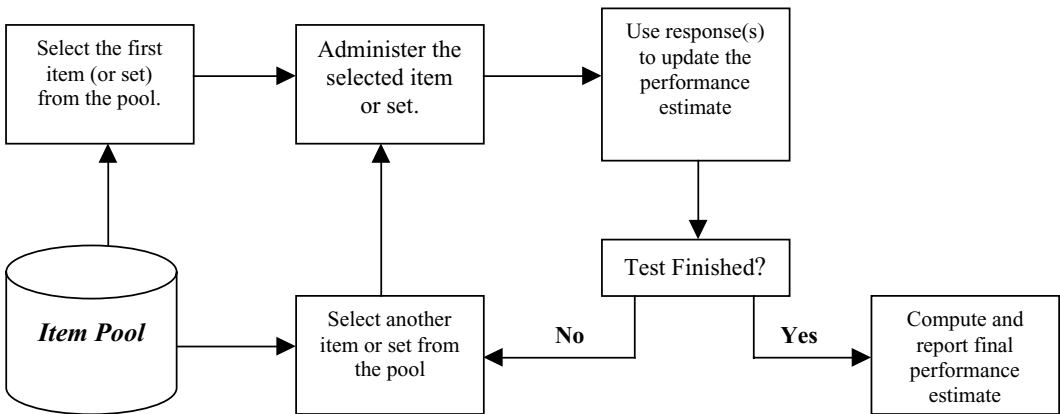 Select the first
item (or set)
from the pool.
Administer the
selected item
or set.
Use response(s)
to update the
performance
estimate
Test Finished?
Item Pool
Select another
item or set from
the pool
No
Yes
Compute and
report final
performance
estimate